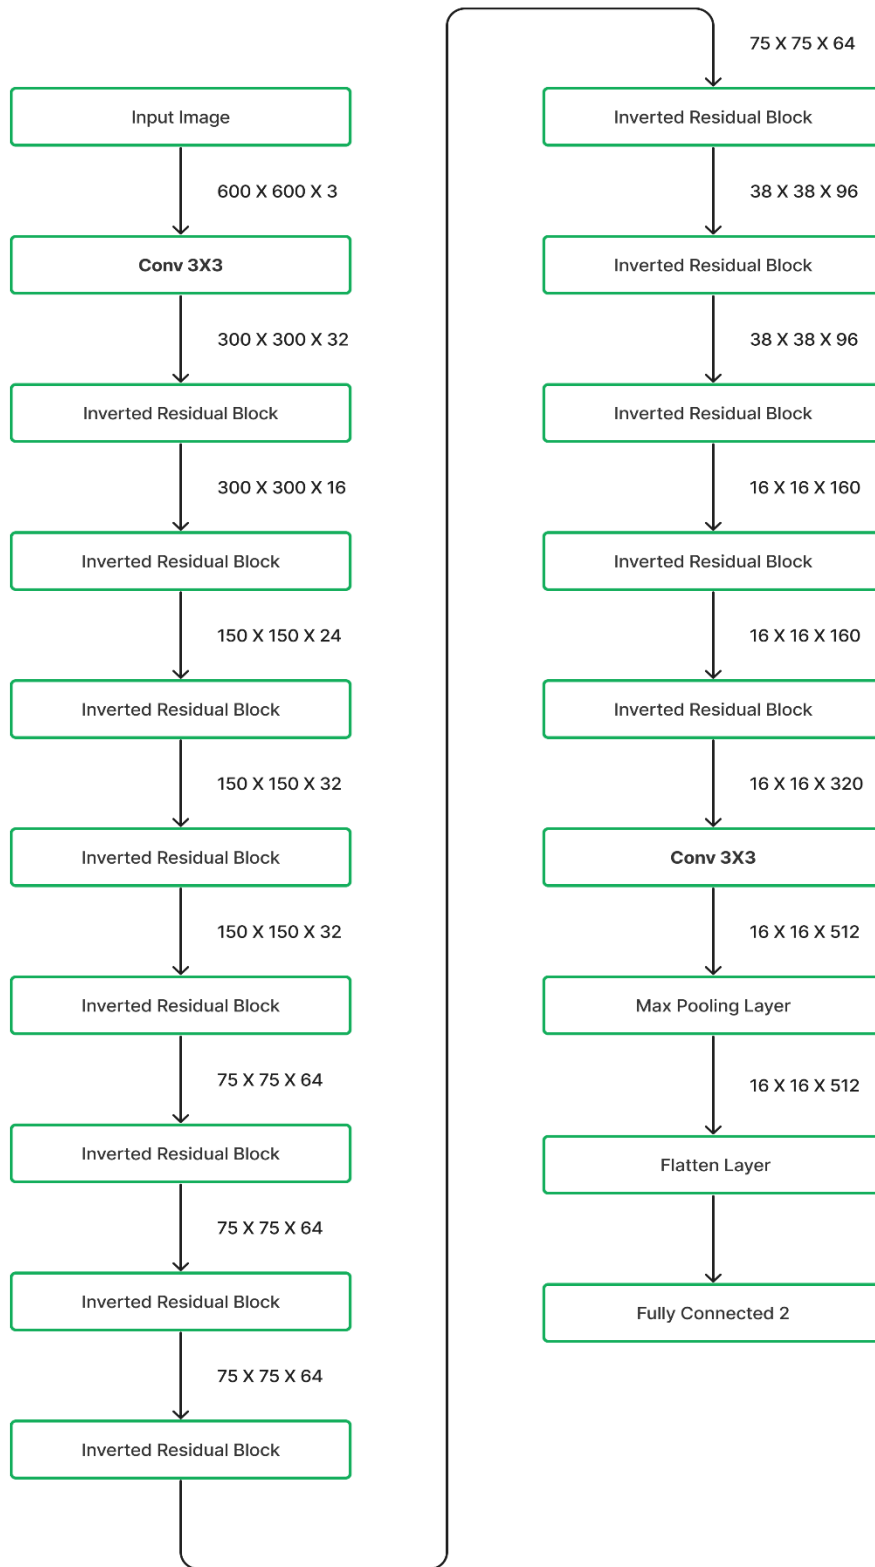 Input Image
600 X 600 X 3
Conv 3X3
300 X 300 X 32
Inverted Residual Block
300 X 300 X 16
Inverted Residual Block
150 X 150 X 24
Inverted Residual Block
150 X 150 X 32
Inverted Residual Block
150 X 150 X 32
Inverted Residual Block
75 X 75 X 64
Inverted Residual Block
75 X 75 X 64
Inverted Residual Block
75 X 75 X 64
Inverted Residual Block
75 X 75 X 64
Inverted Residual Block
38 X 38 X 96
Inverted Residual Block
38 X 38 X 96
Inverted Residual Block
16 X 16 X 160
Inverted Residual Block
16 X 16 X 160
Inverted Residual Block
16 X 16 X 320
Conv 3X3
16 X 16 X 512
Max Pooling Layer
16 X 16 X 512
Flatten Layer
Fully Connected 2